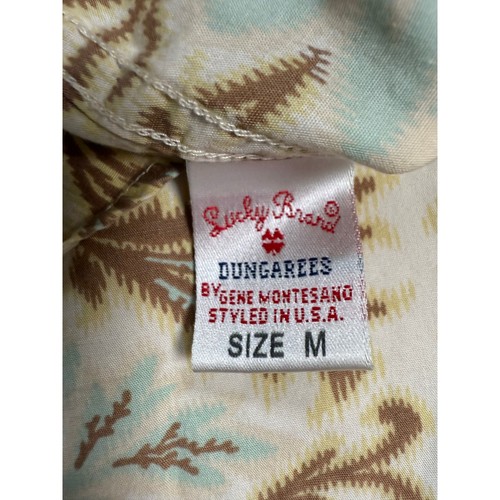 Lucky Brand
DUNGAREES
BY GENE MONTESANO
STYLED IN U.S.A.
SIZE M